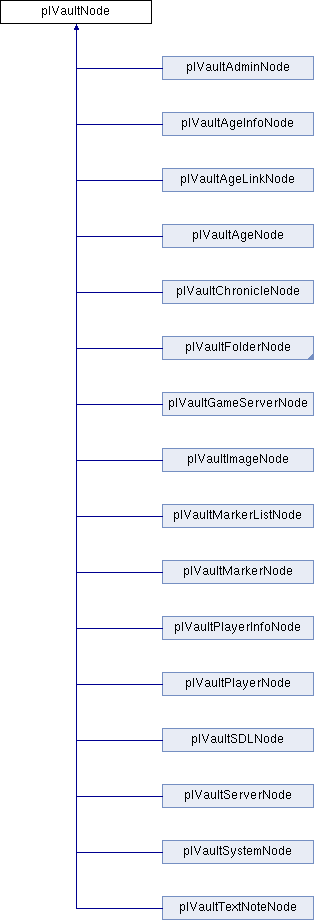 plVaultNode
plVaultAdminNode
plVaultAgeInfoNode
plVaultAgeLinkNode
plVaultAgeNode
plVaultChronicleNode
plVaultFolderNode
plVaultGameServerNode
plVaultImageNode
plVaultMarkerListNode
plVaultMarkerNode
plVaultPlayerInfoNode
plVaultPlayerNode
plVaultSDLNode
plVaultServerNode
plVaultSystemNode
plVaultTextNoteNode